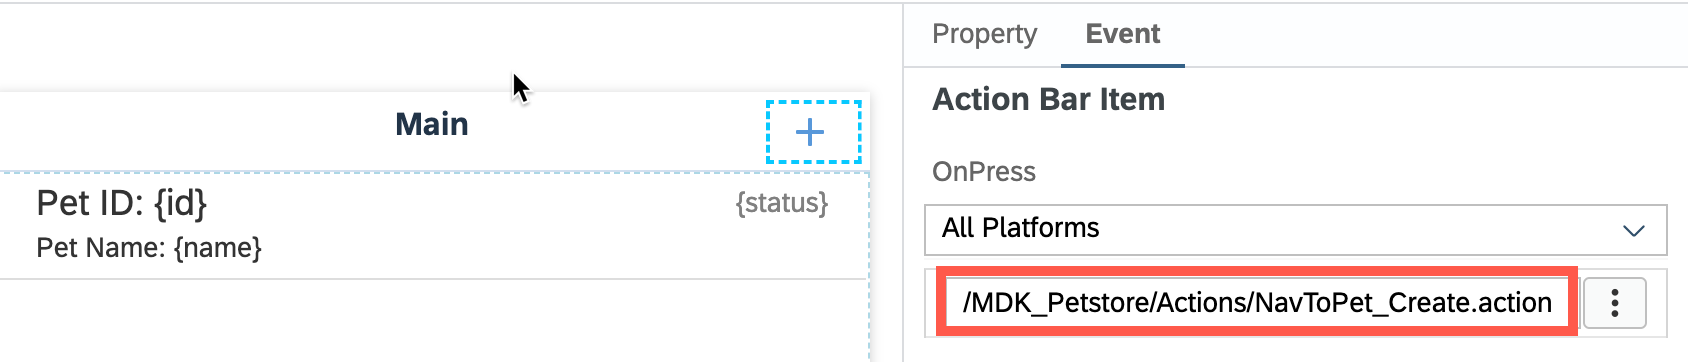 Main
Pet ID: {id}
{status}
Pet Name: {name}
Property
Event
Action Bar Item
OnPress
All Platforms
/MDK_Petstore/Actions/NavToPet_Create.action